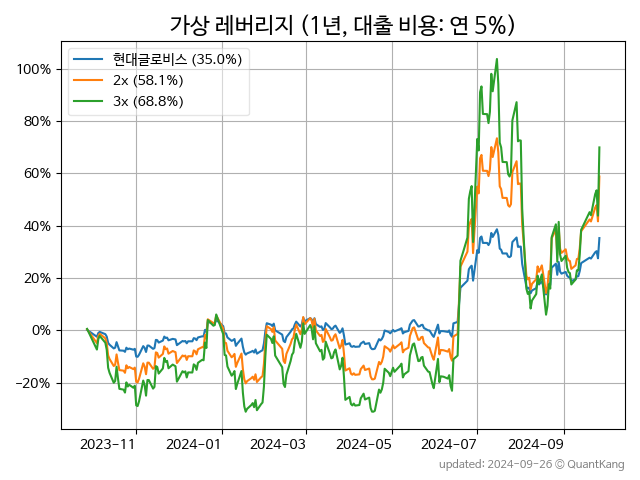 가상 레버리지 (1년, 대출 비용: 연 5%)
현대글로비스 (35.0%)
2x (58.1%)
3x (68.8%)
100%
80%
60%
40%
20%
0%
−20%
2023−11
2024−01
2024−03
2024−05
2024−07
2024−09
updated: 2024-09-26 © QuantKang